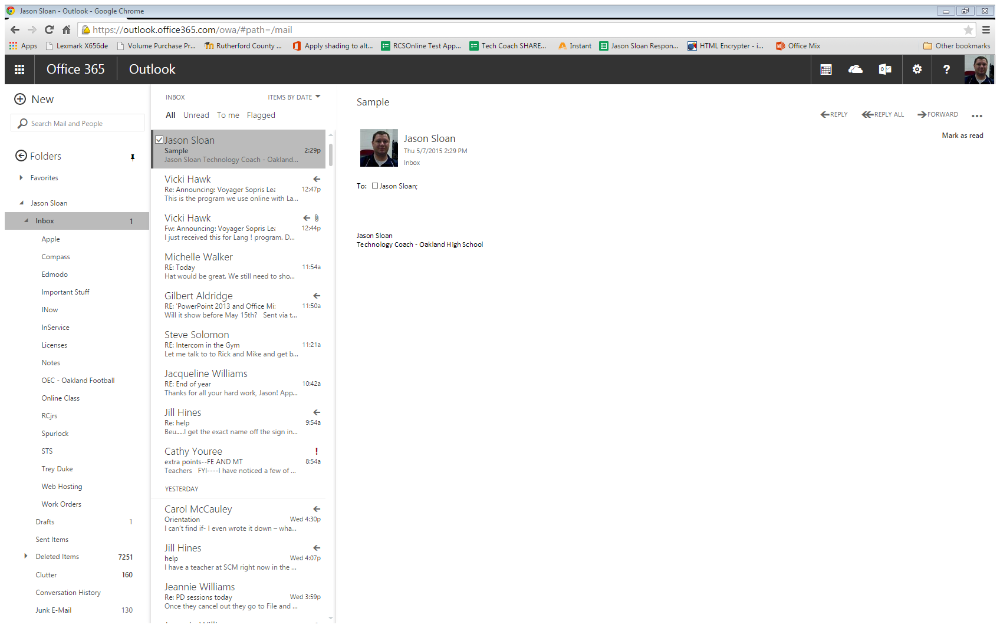 Jason Sloan - Outlook - Google Chrome
https://outlook.office365.com/owa/#path=/mail
Apps Lexmark X656de Volume Purchase Pr... Rutherford County ... Apply shading to alt... RCSOnline Test App... Tech Coach SHARE... Instant Jason Sloan Respon... HTML Encrypter - i... Office Mix Other bookmarks
Office 365 Outlook ?
New
Search Mail and People
Folders
Favorites
Jason Sloan
Inbox 1
Apple
Compass
Edmodo
Important Stuff
INow
InService
Licenses
Notes
OEC - Oakland Football
Online Class
RCjrs
Spurlock
STS
Trey Duke
Web Hosting
Work Orders
Drafts 1
Sent Items
Deleted Items 7251
Clutter 160
Conversation History
Junk E-Mail 130
INBOX ITEMS BY DATE
All Unread To me Flagged
Jason Sloan
Sample 2:29p
Jason Sloan Technology Coach - Oakland...
Vicki Hawk
Re: Announcing: Voyager Sopris Lea 12:47p
This is the program we use online with La...
Vicki Hawk
Fw: Announcing: Voyager Sopris Lea 12:44p
I just received this for Lang ! program. D...
Michelle Walker
RE: Today 11:54a
Hat would be great. We still need to sho...
Gilbert Aldridge
RE: 'PowerPoint 2013 and Office Mi: 11:50a
Will it show before May 15th? Sent via t...
Steve Solomon
RE: Intercom in the Gym 11:21a
Let me talk to to Rick and Mike and get b...
Jacqueline Williams
RE: End of year 10:42a
Thanks for all your hard work, Jason! App...
Jill Hines
Re: help 9:54a
Beu.....I get the exact name off the sign in...
Cathy Youree !
extra points--FE AND MT 8:54a
Teachers FYI----I have noticed a few of ...
YESTERDAY
Carol McCauley
Orientation Wed 4:30p
I can't find if- I even wrote it down – wha...
Jill Hines
help Wed 4:07p
I have a teacher at SCM right now in the ...
Jeannie Williams
Re: PD sessions today Wed 3:59p
Once they cancel out they go to File and ...
Sample
REPLY REPLY ALL FORWARD ...
Mark as read
Jason Sloan
Thu 5/7/2015 2:29 PM
Inbox
To: Jason Sloan;
Jason Sloan
Technology Coach - Oakland High School